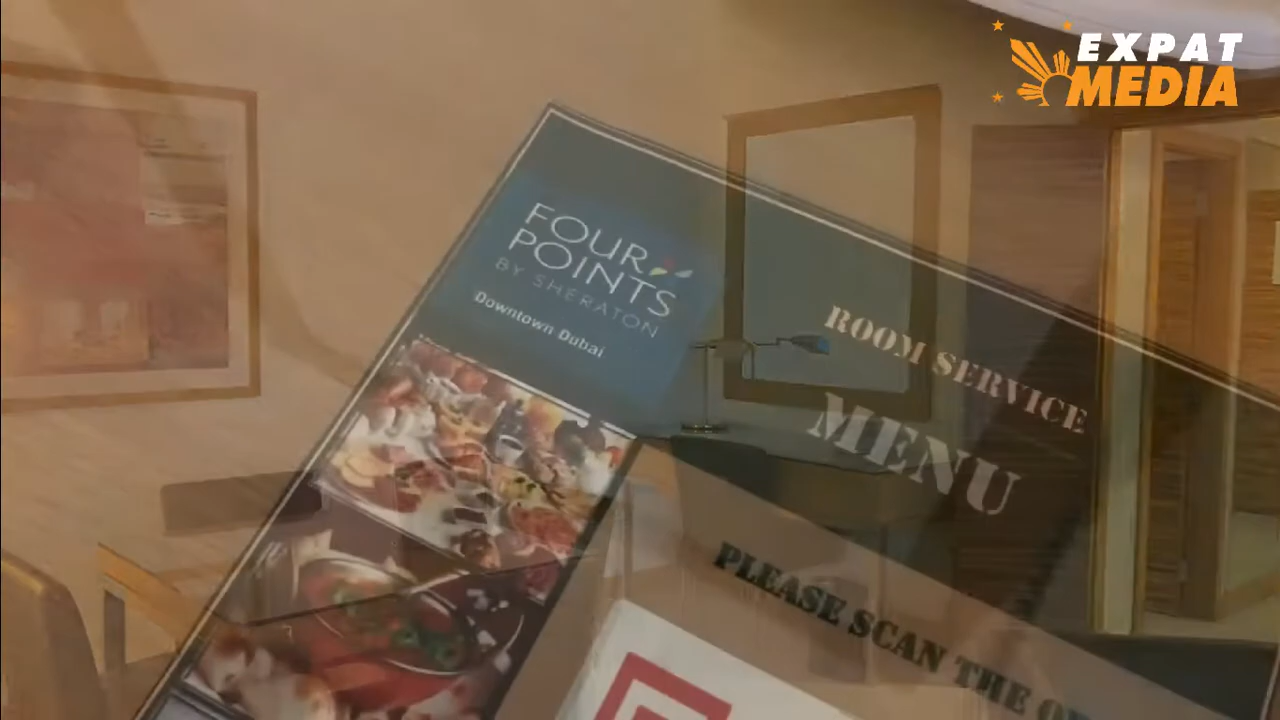 EXPAT
MEDIA
FOUR
POINTS
BY SHERATON
Downtown Dubai
ROOM SERVICE
MENU
PLEASE SCAN THE